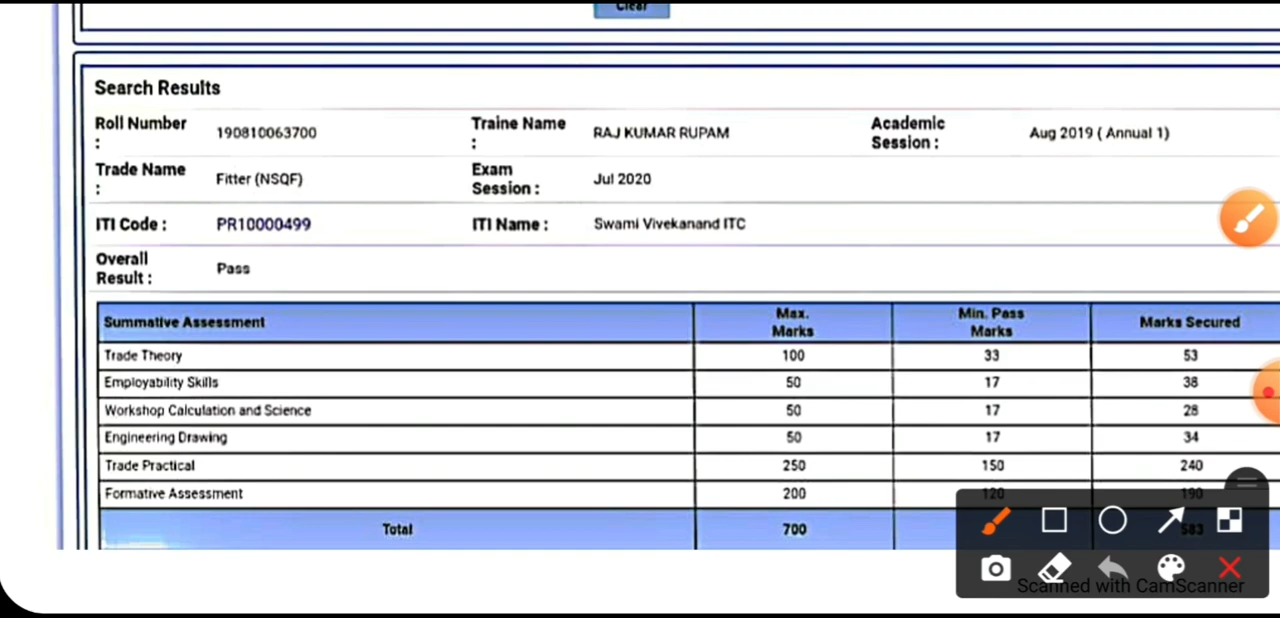 Clear
Search Results
Roll Number : 190810063700 Traine Name : RAJ KUMAR RUPAM Academic Session : Aug 2019 ( Annual 1)
Trade Name : Fitter (NSQF) Exam Session : Jul 2020
ITI Code : PR10000499 ITI Name : Swami Vivekanand ITC
Overall Result : Pass
Summative Assessment Max. Marks Min. Pass Marks Marks Secured
Trade Theory 100 33 53
Employability Skills 50 17 38
Workshop Calculation and Science 50 17 28
Engineering Drawing 50 17 34
Trade Practical 250 150 240
Formative Assessment 200 120 190
Total 700 583
Scanned with CamScanner